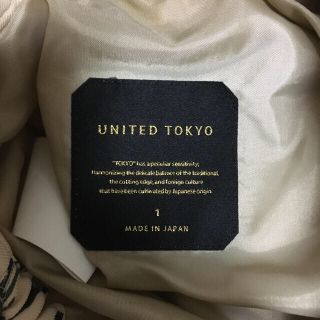 UNITED TOKYO
"TOKYO" has a peculiar sensitivity;
Harmonizing the delicate balance of the traditional,
the cutting edge, and foreign culture
that have been cultivated by Japanese origin.
1
MADE IN JAPAN